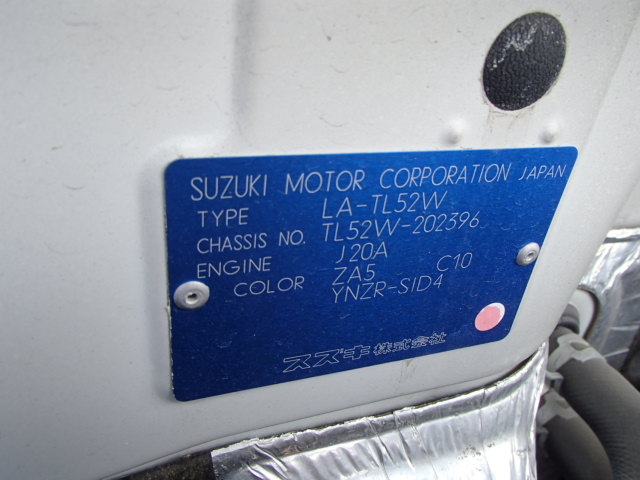 SUZUKI MOTOR CORPORATION JAPAN
TYPE LA-TL52W
CHASSIS NO. TL52W-202396
ENGINE J20A
COLOR ZA5 C10
YNZR-SID4
スズキ株式会社